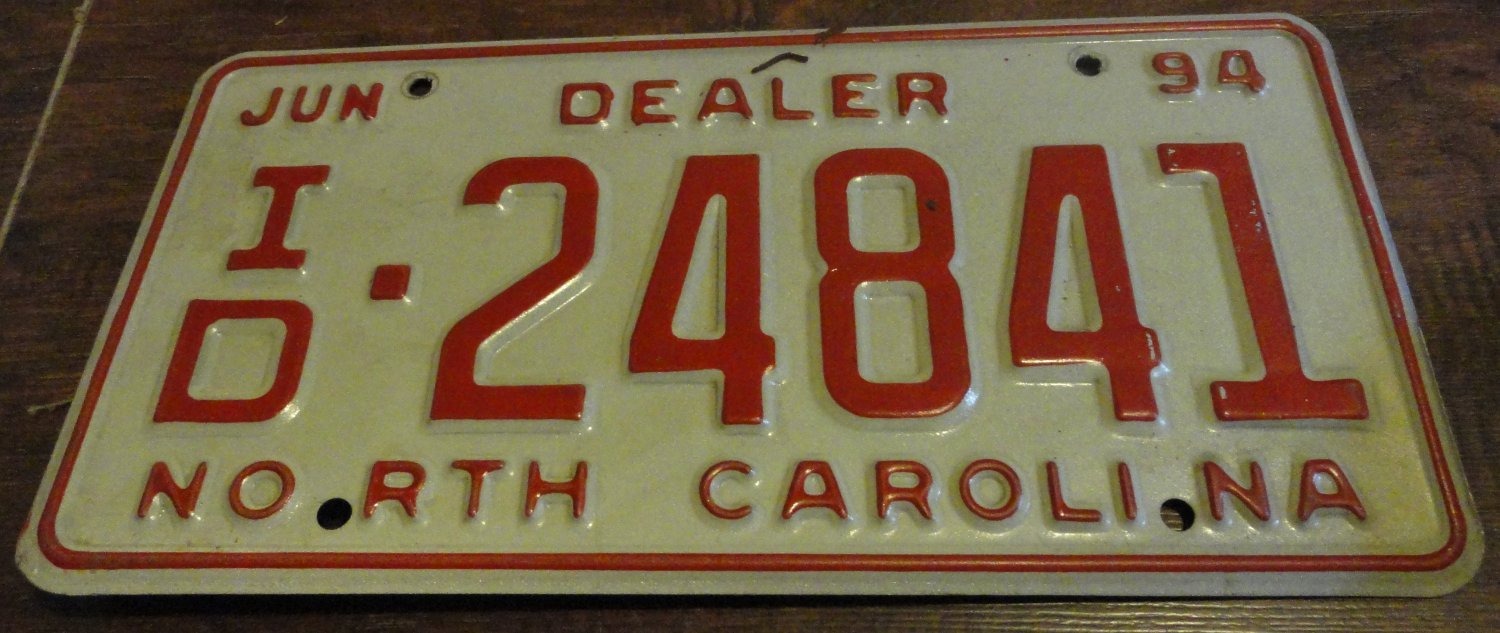 JUN DEALER 94
ID·24841
NORTH CAROLINA